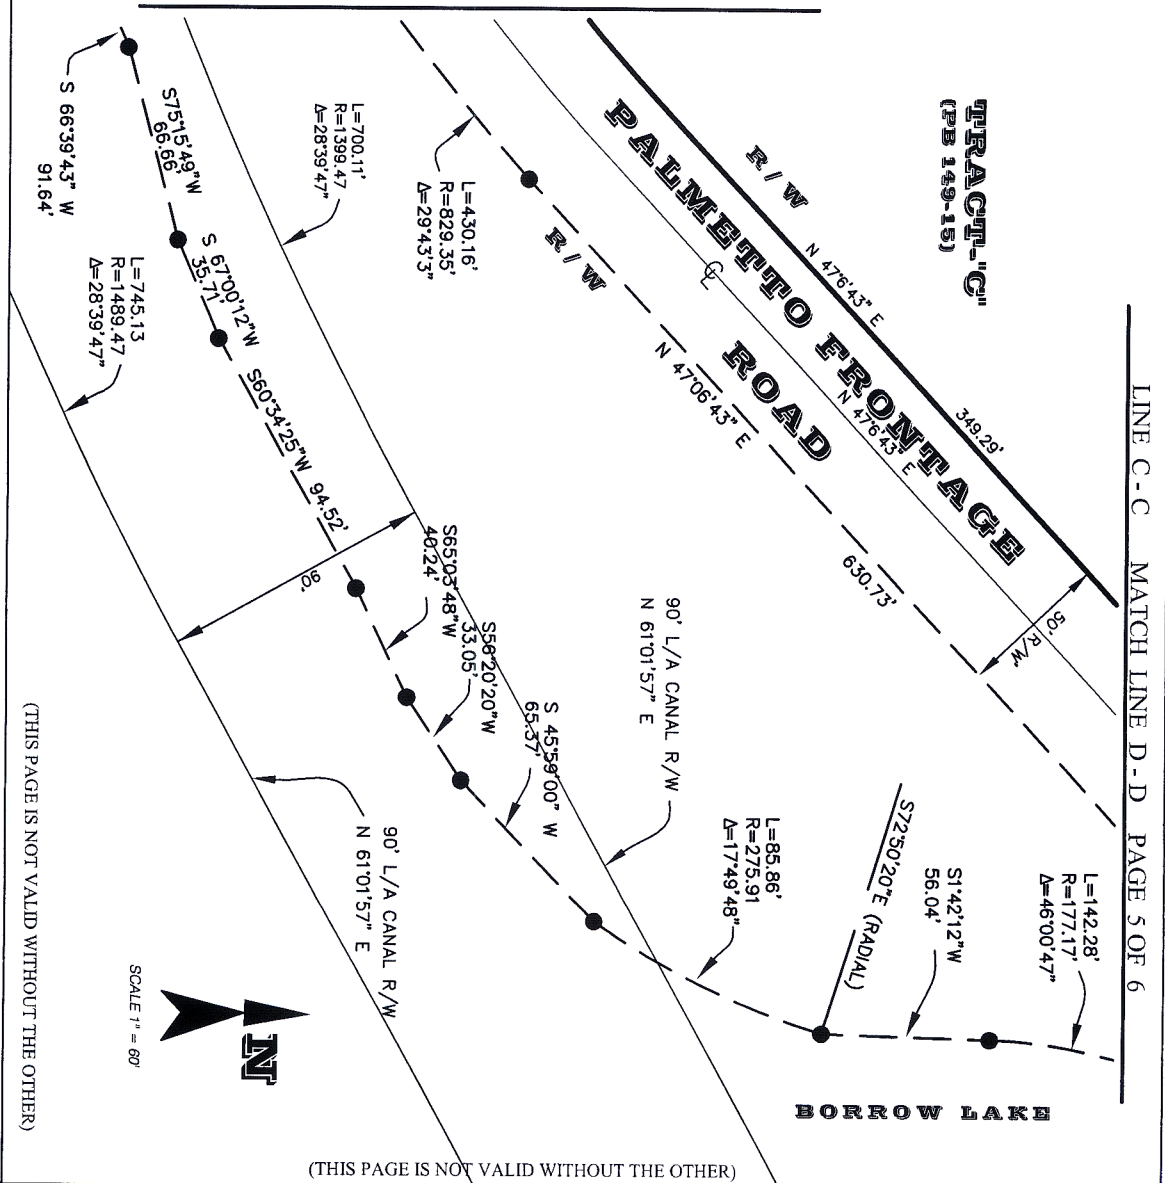 LINE C-C   MATCH LINE D-D   PAGE 5 OF 6
TRACT-"C"
(PB 149-15)
R/W
N 47°6'43" E
349.29'
PALMETTO FRONTAGE
ROAD
℄
N 47°6'43" E
50'
R/W
R/W
N 47°06'43" E
630.73'
L=430.16'
R=829.35'
Δ=29°43'3"
L=700.11'
R=1399.47
Δ=28°39'47"
S 66°39'43" W
91.64'
S75°15'49"W
66.66'
S 67°00'12"W
35.71'
S60°34'25"W 94.52'
90'
S65°03'48"W
40.24'
S56°20'20"W
33.05'
S 45°59'00" W
65.37'
L=745.13
R=1489.47
Δ=28°39'47"
90' L/A CANAL R/W
N 61°01'57" E
90' L/A CANAL R/W
N 61°01'57" E
L=85.86'
R=275.91
Δ=17°49'48"
S72°50'20"E (RADIAL)
S1°42'12"W
56.04'
L=142.28'
R=177.17'
Δ=46°00'47"
BORROW LAKE
N
SCALE 1" = 60'
(THIS PAGE IS NOT VALID WITHOUT THE OTHER)
(THIS PAGE IS NOT VALID WITHOUT THE OTHER)